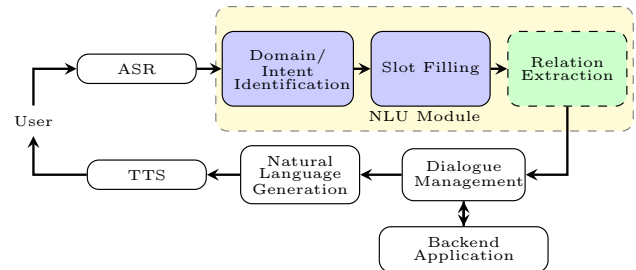 ASR
Domain/
Intent
Identification
Slot Filling
Relation
Extraction
NLU Module
User
TTS
Natural
Language
Generation
Dialogue
Management
Backend
Application